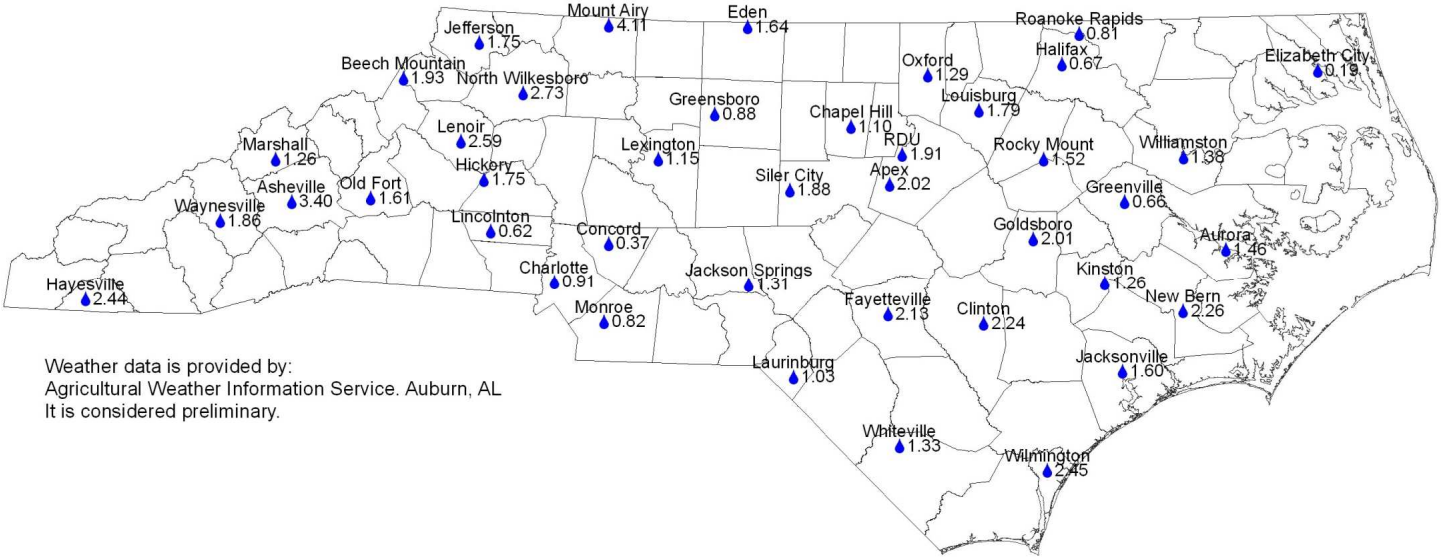 Mount Airy
4.11
Eden
1.64
Jefferson
1.75
Roanoke Rapids
0.81
Halifax
0.67
Elizabeth City
0.19
Beech Mountain
1.93
North Wilkesboro
2.73
Oxford
1.29
Greensboro
0.88
Louisburg
1.79
Chapel Hill
1.10
Lenoir
2.59
RDU
1.91
Marshall
1.26
Lexington
1.15
Rocky Mount
1.52
Williamston
1.38
Hickory
1.75
Siler City
1.88
Apex
2.02
Asheville
3.40
Old Fort
1.61
Greenville
0.66
Waynesville
1.86
Lincolnton
0.62
Concord
0.37
Goldsboro
2.01
Aurora
1.46
Charlotte
0.91
Jackson Springs
1.31
Kinston
1.26
Hayesville
2.44
New Bern
2.26
Monroe
0.82
Fayetteville
2.13
Clinton
2.24
Jacksonville
1.60
Laurinburg
1.03
Weather data is provided by:
Agricultural Weather Information Service. Auburn, AL
It is considered preliminary.
Whiteville
1.33
Wilmington
2.45